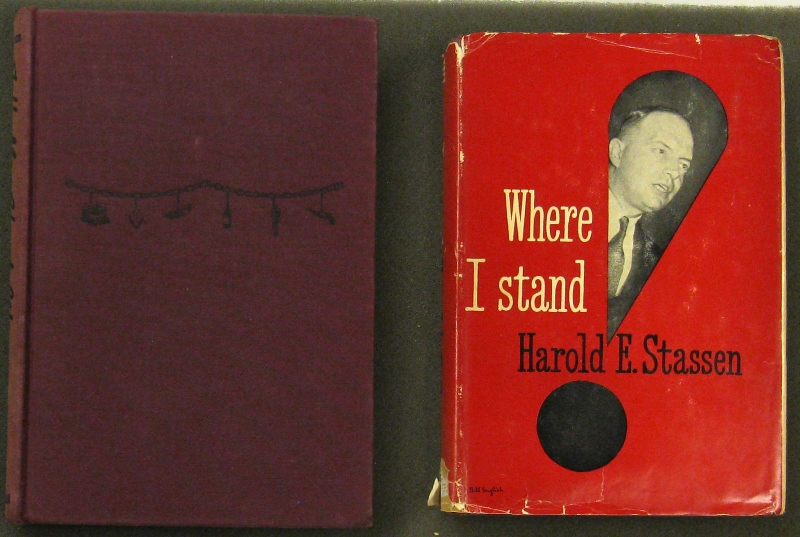 Where
I stand
Harold E. Stassen